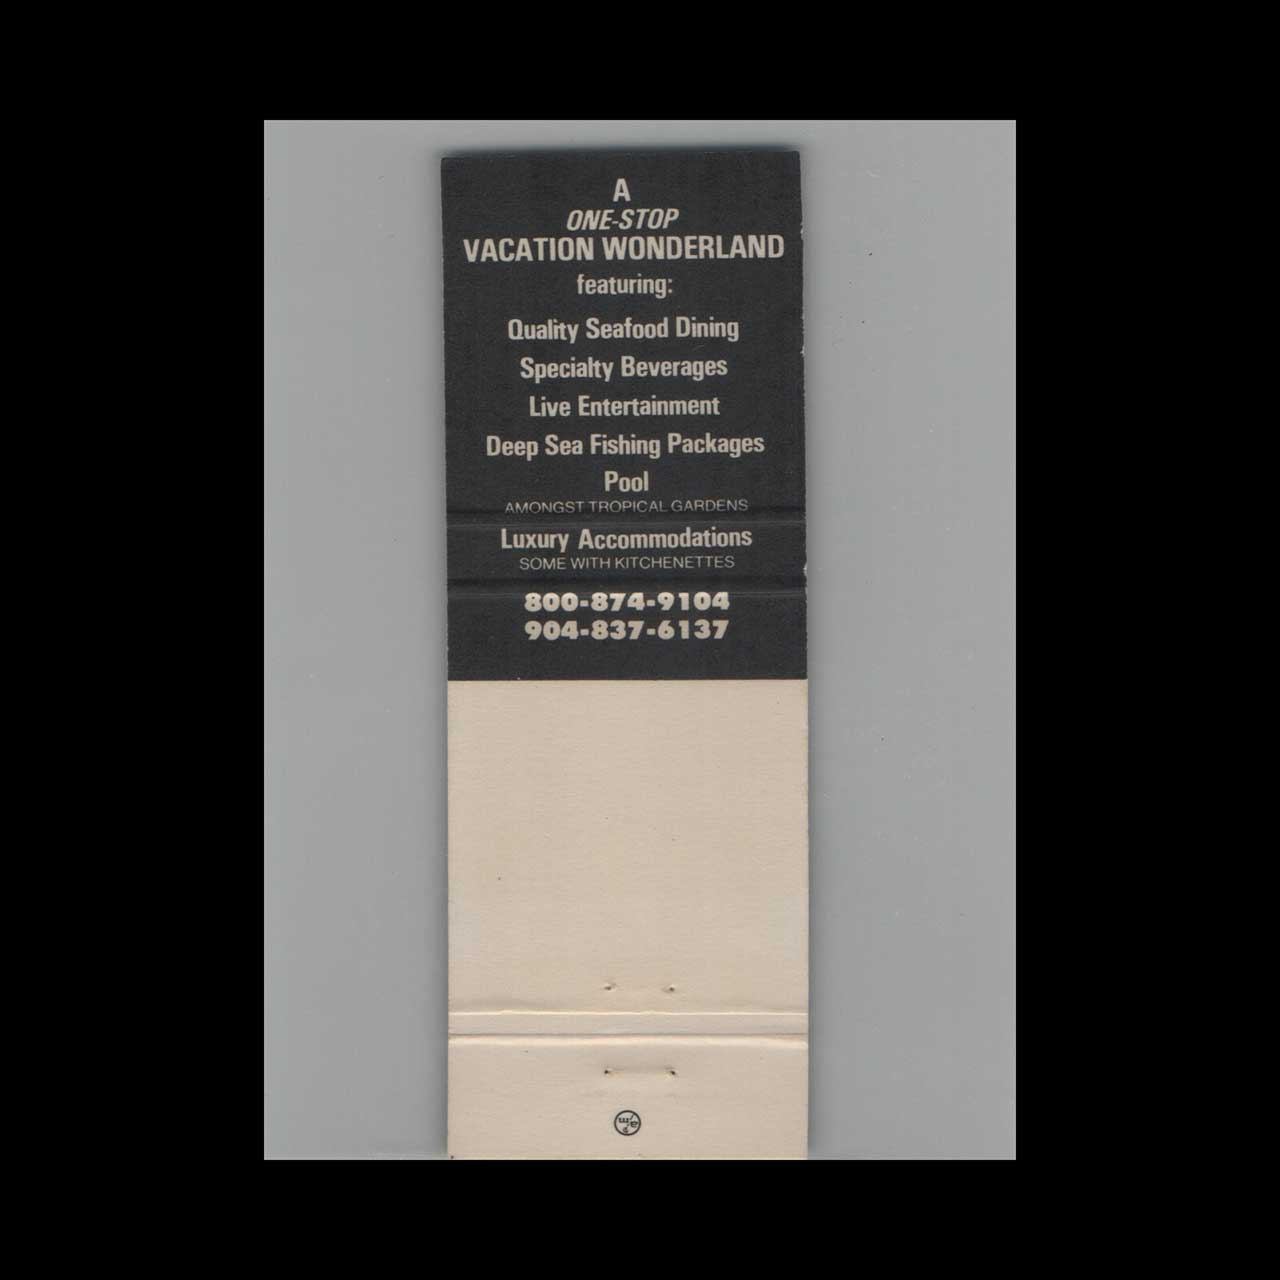 A
ONE-STOP
VACATION WONDERLAND
featuring:
Quality Seafood Dining
Specialty Beverages
Live Entertainment
Deep Sea Fishing Packages
Pool
AMONGST TROPICAL GARDENS
Luxury Accommodations
SOME WITH KITCHENETTES
800-874-9104
904-837-6137